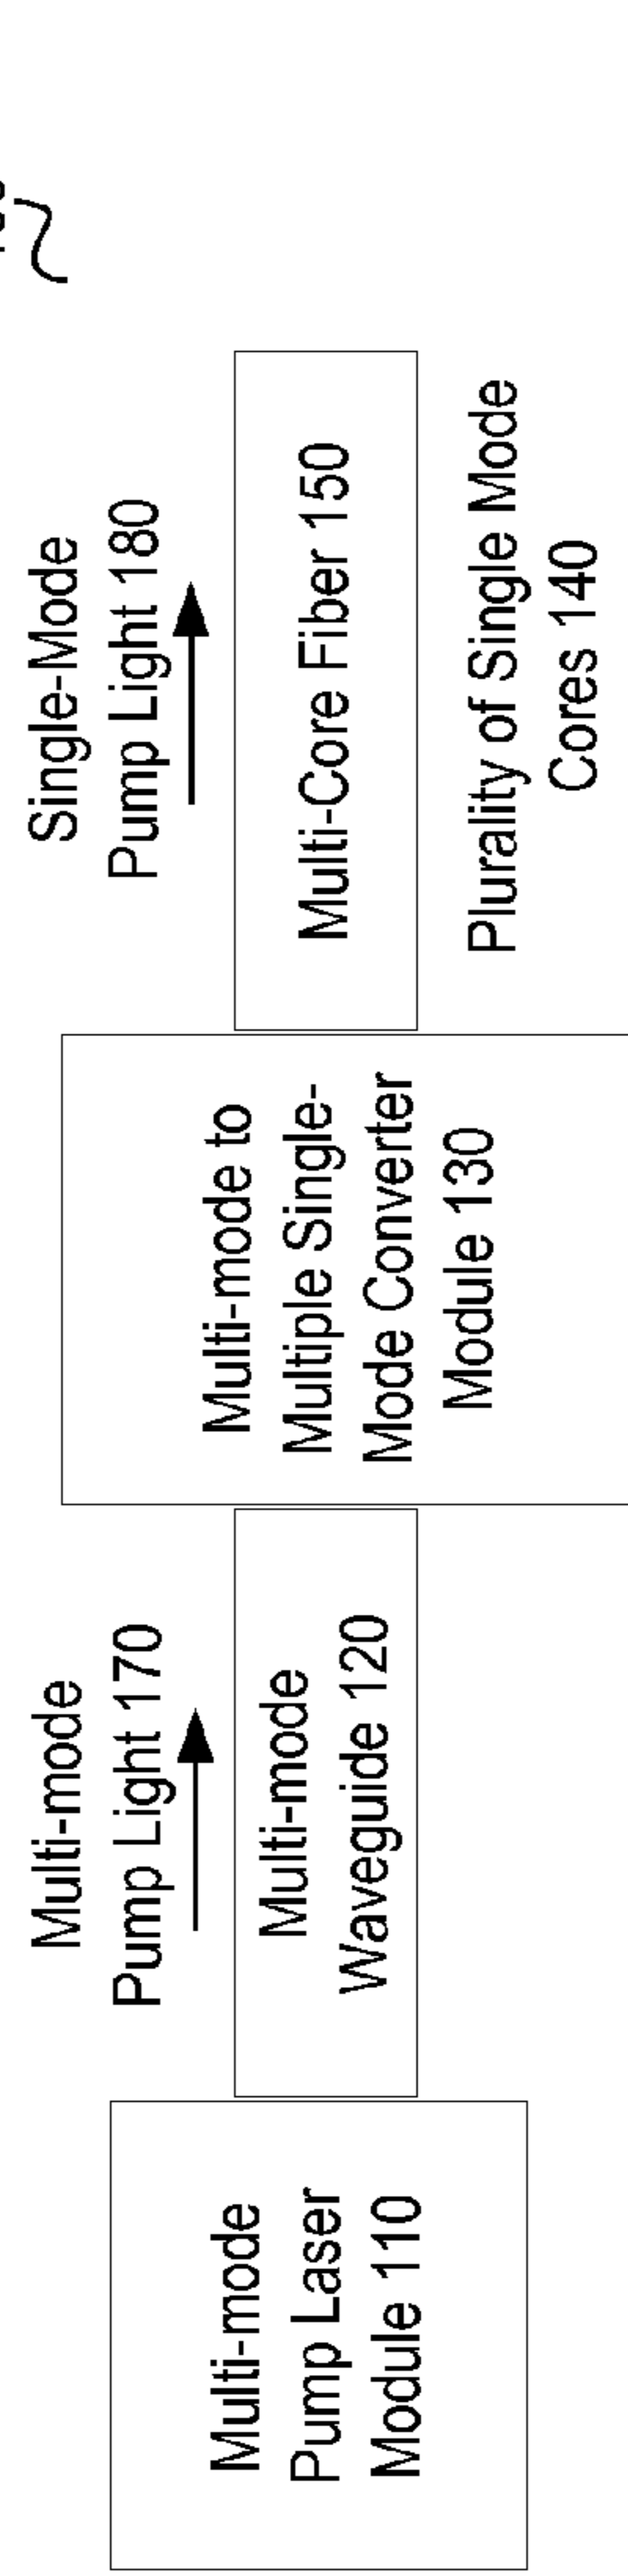 Multi-mode
Pump Laser
Module 110
Multi-mode
Pump Light 170
Multi-mode
Waveguide 120
Multi-mode to
Multiple Single-
Mode Converter
Module 130
Single-Mode
Pump Light 180
Multi-Core Fiber 150
Plurality of Single Mode
Cores 140